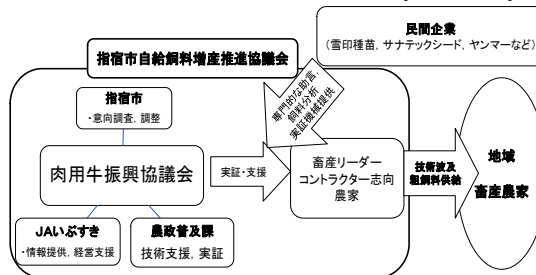 民間企業
(雪印種苗，サナテックシード，ヤンマーなど)
指宿市自給飼料増産推進協議会
専門的な助言，
飼料分析
実証機械提供
指宿市
・意向調査，調整
肉用牛振興協議会
実証・支援
畜産リーダー
コントラクター志向
農家
技術波及
粗飼料供給
地域
畜産農家
JAいぶすき
・情報提供，経営支援
農政普及課
技術支援，実証